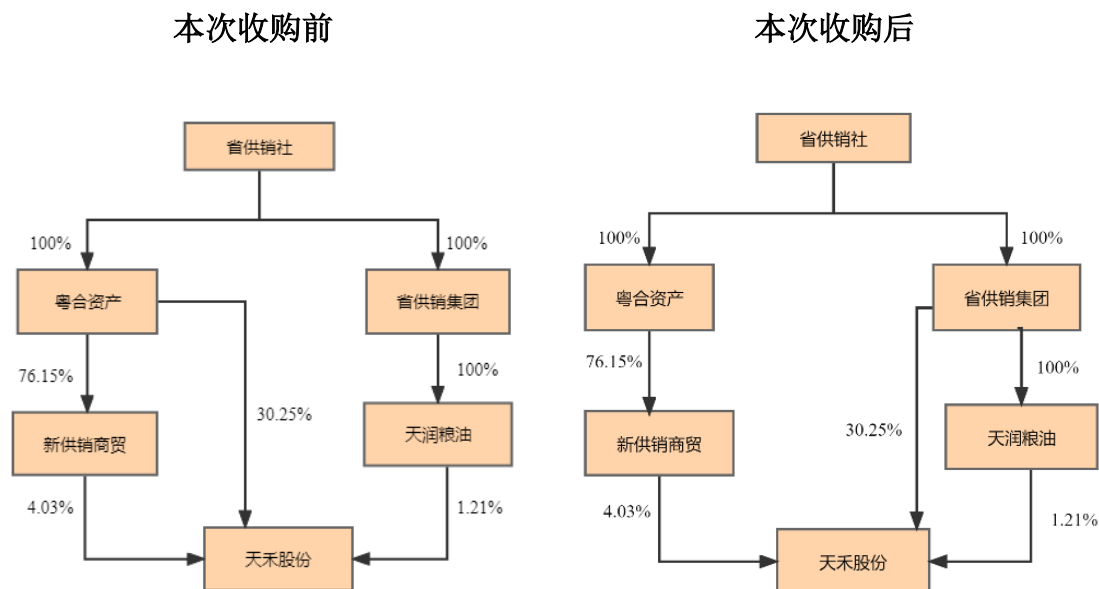 本次收购前
省供销社
100%
100%
粤合资产
省供销集团
76.15%
30.25%
100%
新供销商贸
天润粮油
4.03%
1.21%
天禾股份
本次收购后
省供销社
100%
100%
粤合资产
省供销集团
76.15%
30.25%
100%
新供销商贸
天润粮油
4.03%
1.21%
天禾股份